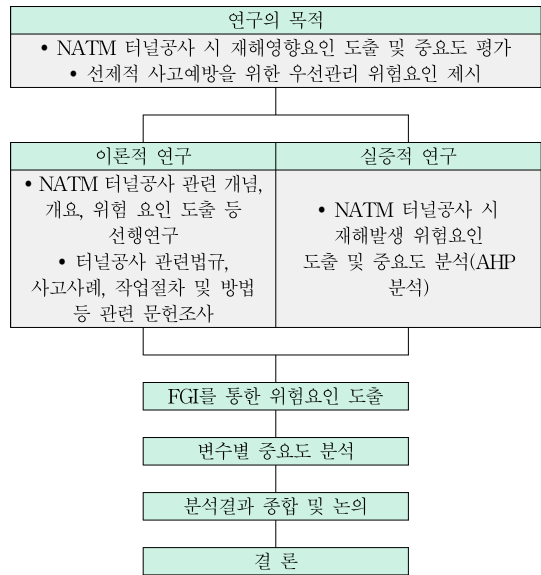 연구의 목적
• NATM 터널공사 시 재해영향요인 도출 및 중요도 평가
• 선제적 사고예방을 위한 우선관리 위험요인 제시
이론적 연구
• NATM 터널공사 관련 개념,
개요, 위험 요인 도출 등
선행연구
• 터널공사 관련법규,
사고사례, 작업절차 및 방법
등 관련 문헌조사
실증적 연구
• NATM 터널공사 시
재해발생 위험요인
도출 및 중요도 분석(AHP
분석)
FGI를 통한 위험요인 도출
변수별 중요도 분석
분석결과 종합 및 논의
결 론